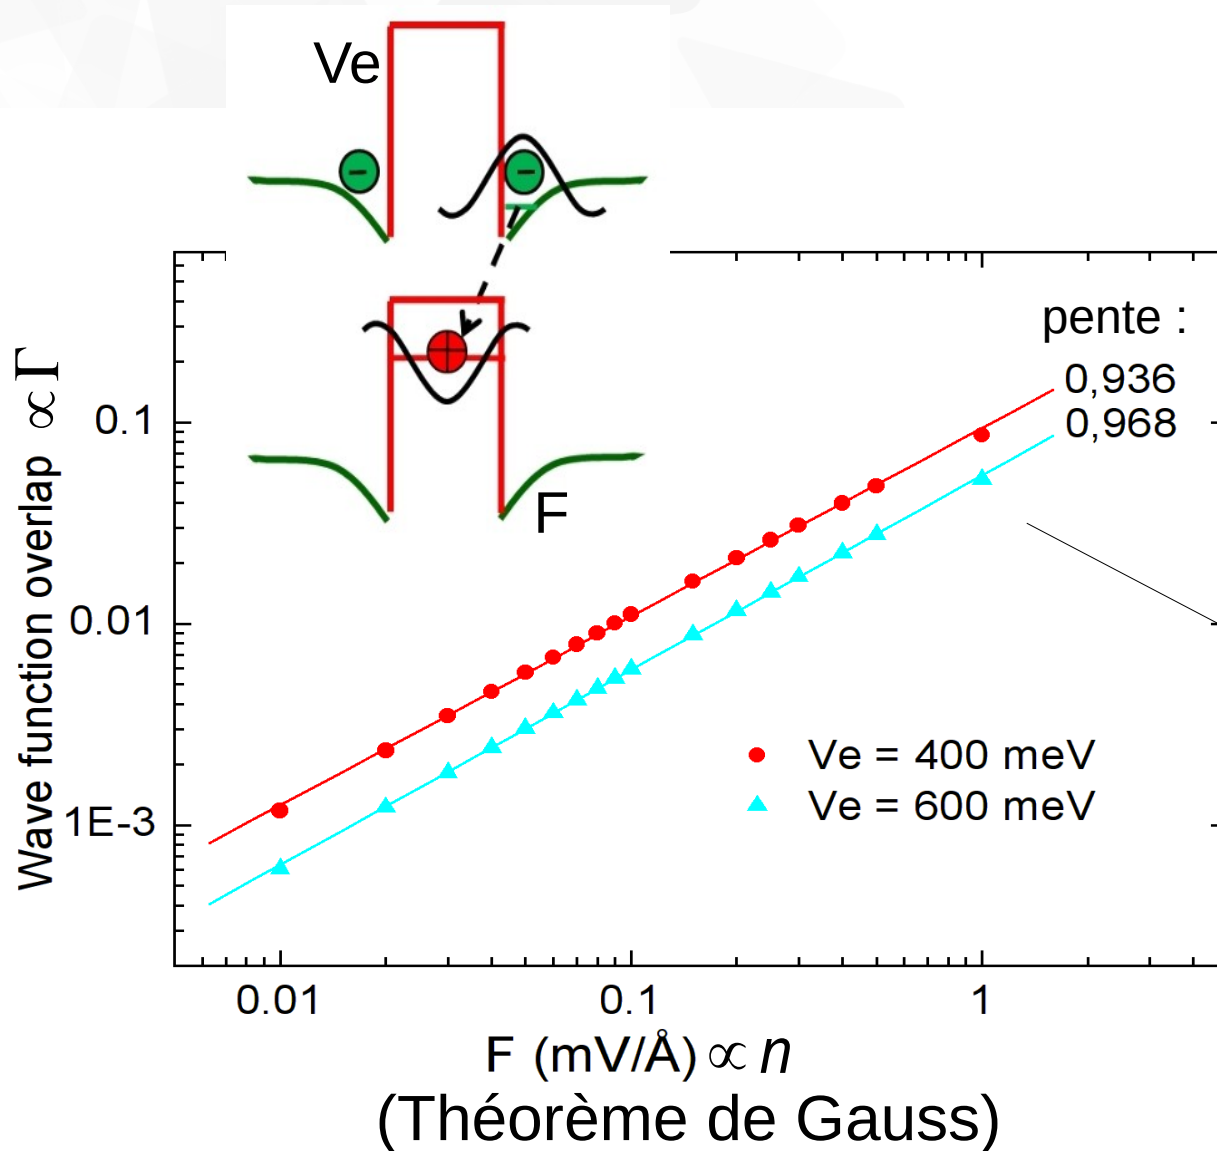 Ve
F
pente :
0,936
0,968
Wave function overlap ∝ Γ
0.1
0.01
1E-3
Ve = 400 meV
Ve = 600 meV
0.01 0.1 1
F (mV/Å) ∝ n
(Théorème de Gauss)